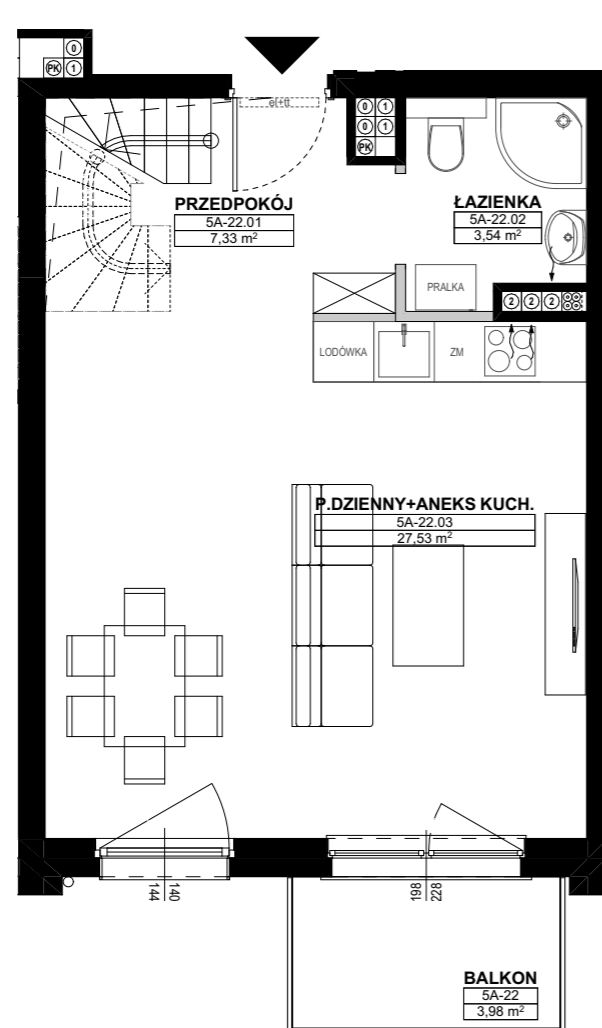 0
PK 1
el+tt
0 1
0 1
PK
PRZEDPOKÓJ
5A-22.01
7,33 m²
ŁAZIENKA
5A-22.02
3,54 m²
PRALKA
2 2 2
LODÓWKA
ZM
P.DZIENNY+ANEKS KUCH.
5A-22.03
27,53 m²
144
140
198
228
BALKON
5A-22
3,98 m²